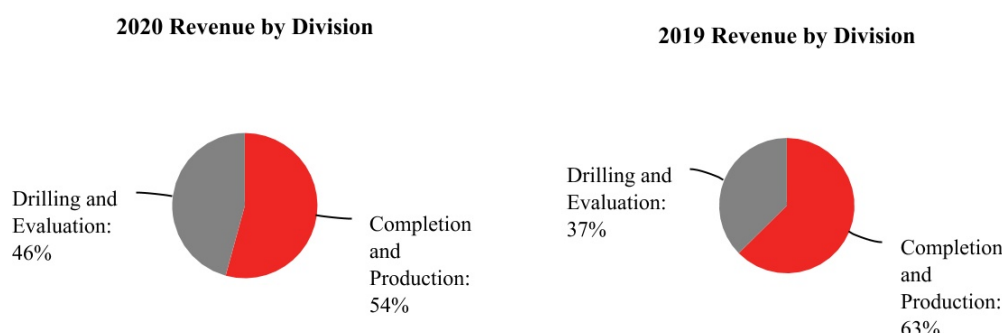 2020 Revenue by Division
2019 Revenue by Division
Drilling and
Evaluation:
46%
Completion
and
Production:
54%
Drilling and
Evaluation:
37%
Completion
and
Production:
63%